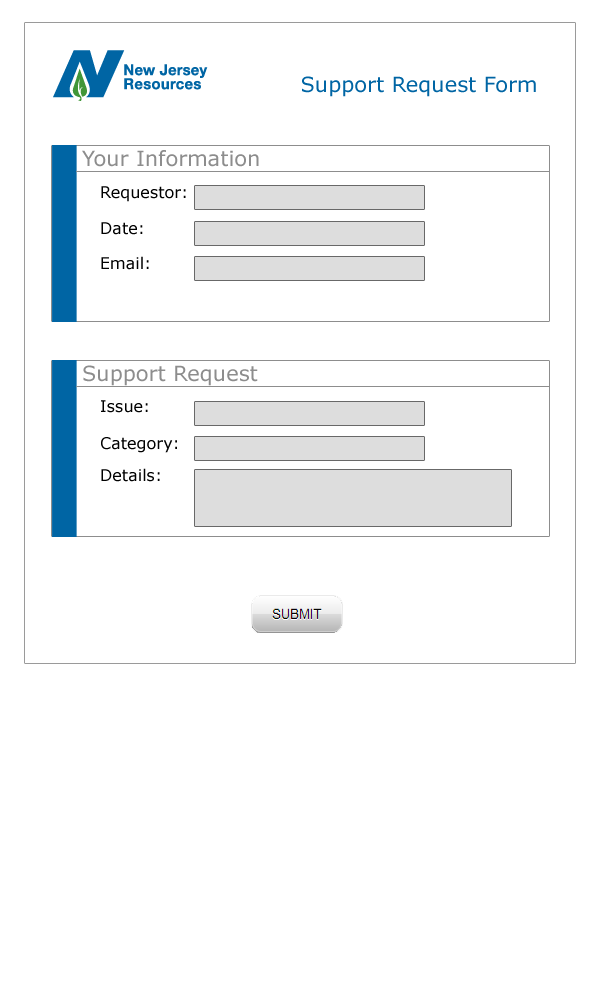 New Jersey
Resources
Support Request Form
Your Information
Requestor:
Date:
Email:
Support Request
Issue:
Category:
Details:
SUBMIT